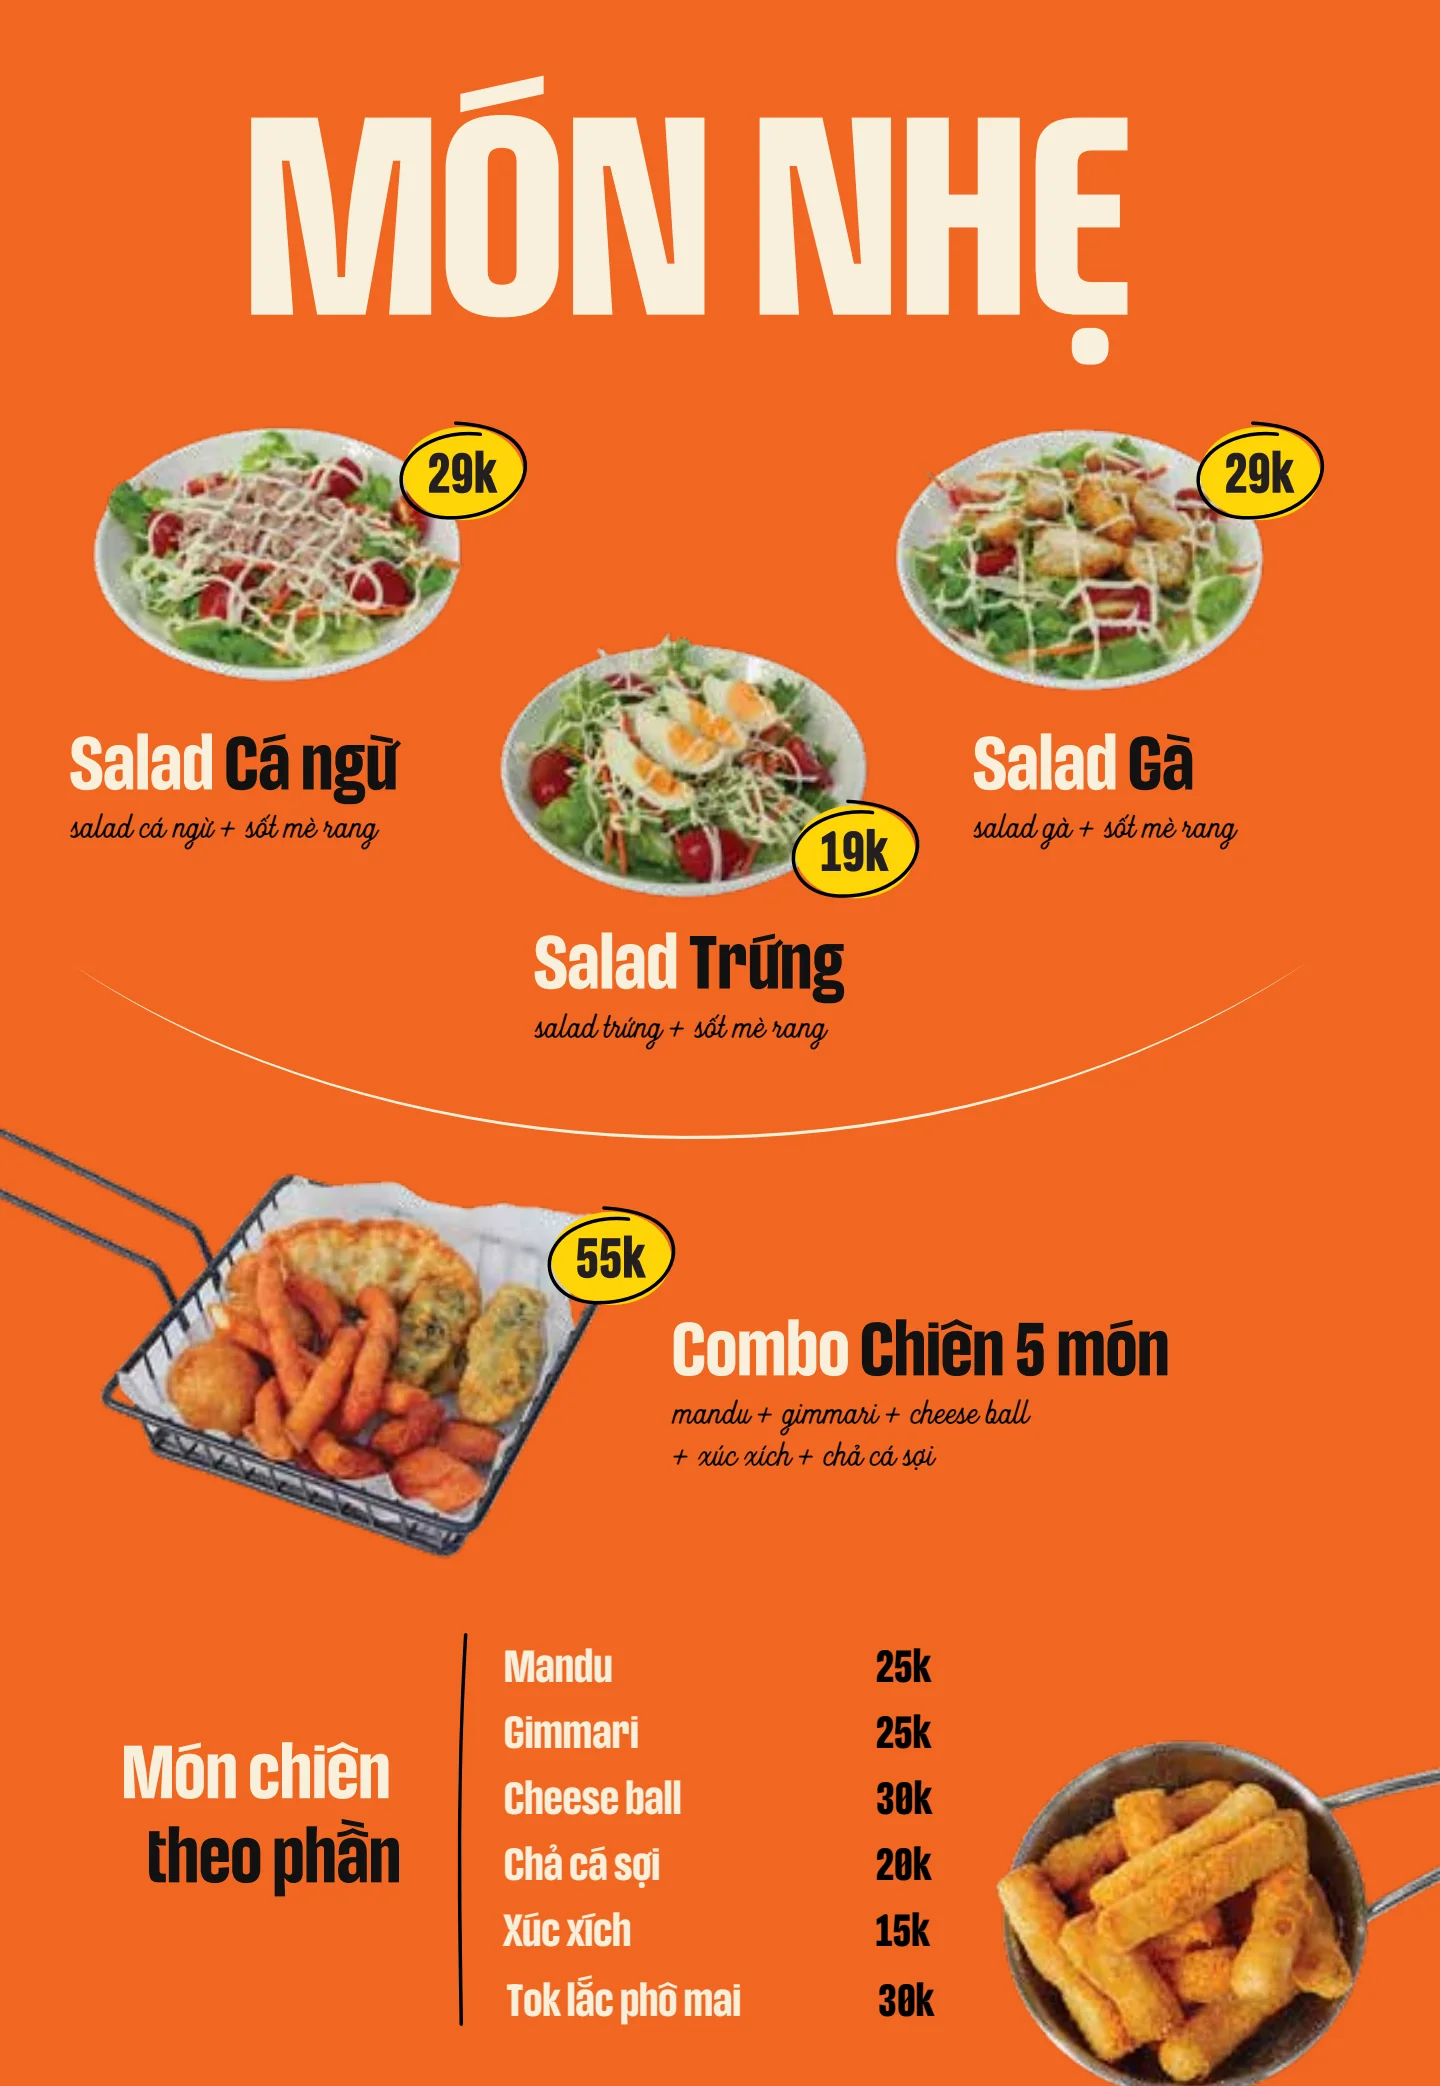 MÓN NHẸ
29k
29k
Salad Cá ngừ
salad cá ngừ + sốt mè rang
Salad Gà
salad gà + sốt mè rang
19k
Salad Trứng
salad trứng + sốt mè rang
55k
Combo Chiên 5 món
mandu + gimmari + cheese ball
+ xúc xích + chả cá sợi
Món chiên
theo phần
Mandu 25k
Gimmari 25k
Cheese ball 30k
Chả cá sợi 20k
Xúc xích 15k
Tok lắc phô mai 30k